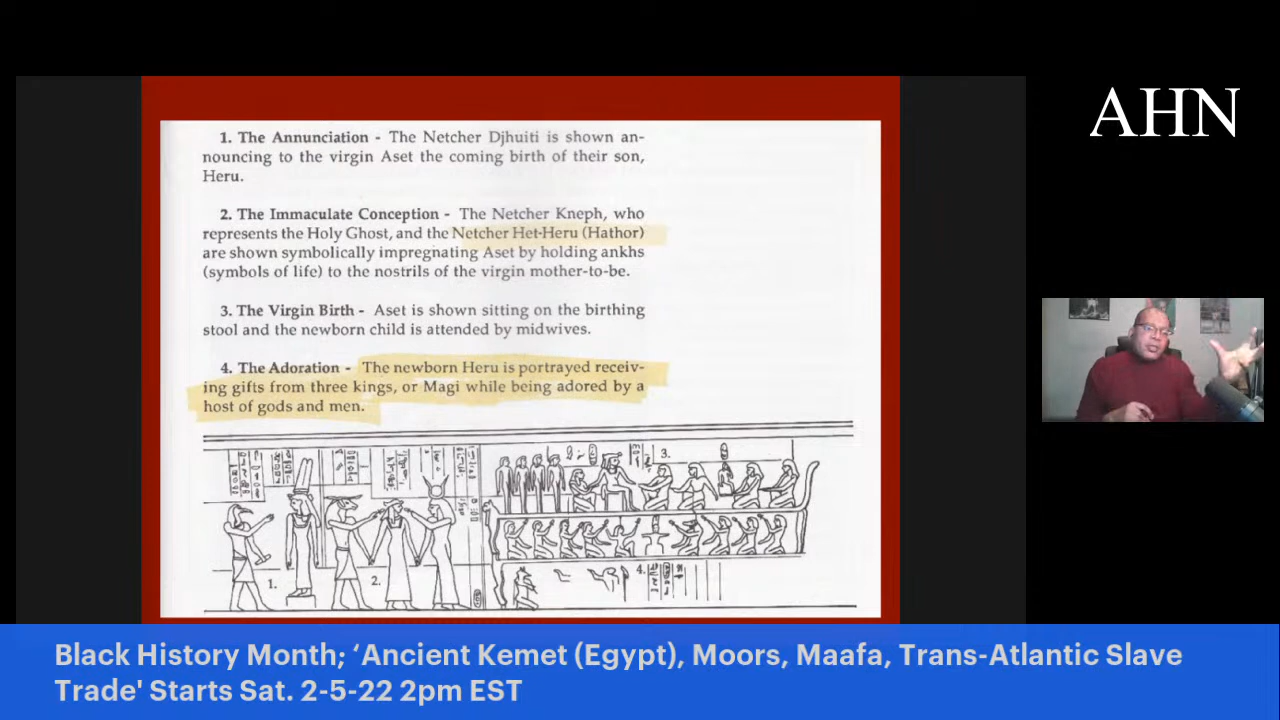 AHN
1. The Annunciation - The Netcher Djhuiti is shown an-
nouncing to the virgin Aset the coming birth of their son,
Heru.
2. The Immaculate Conception - The Netcher Kneph, who
represents the Holy Ghost, and the Netcher Het-Heru (Hathor)
are shown symbolically impregnating Aset by holding ankhs
(symbols of life) to the nostrils of the virgin mother-to-be.
3. The Virgin Birth - Aset is shown sitting on the birthing
stool and the newborn child is attended by midwives.
4. The Adoration - The newborn Heru is portrayed receiv-
ing gifts from three kings, or Magi while being adored by a
host of gods and men.
3.
1.
2.
4.
Black History Month; ‘Ancient Kemet (Egypt), Moors, Maafa, Trans-Atlantic Slave
Trade' Starts Sat. 2-5-22 2pm EST